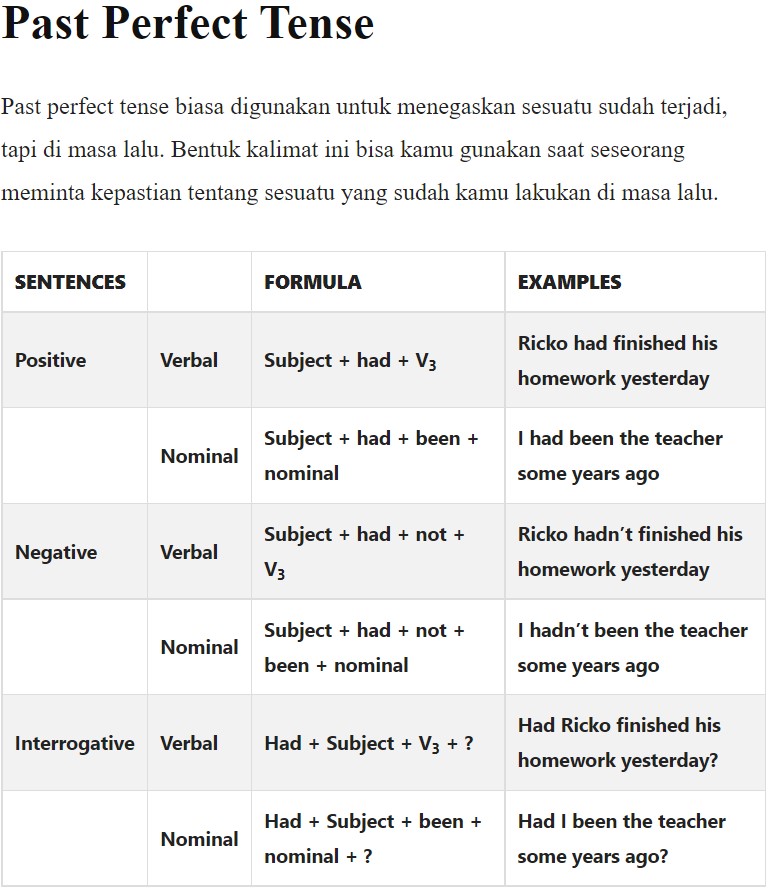 Past Perfect Tense
Past perfect tense biasa digunakan untuk menegaskan sesuatu sudah terjadi,
tapi di masa lalu. Bentuk kalimat ini bisa kamu gunakan saat seseorang
meminta kepastian tentang sesuatu yang sudah kamu lakukan di masa lalu.
SENTENCES FORMULA EXAMPLES
Positive Verbal Subject + had + V₃ Ricko had finished his
homework yesterday
Nominal Subject + had + been +
nominal I had been the teacher
some years ago
Negative Verbal Subject + had + not +
V₃ Ricko hadn’t finished his
homework yesterday
Nominal Subject + had + not +
been + nominal I hadn’t been the teacher
some years ago
Interrogative Verbal Had + Subject + V₃ + ? Had Ricko finished his
homework yesterday?
Nominal Had + Subject + been +
nominal + ? Had I been the teacher
some years ago?